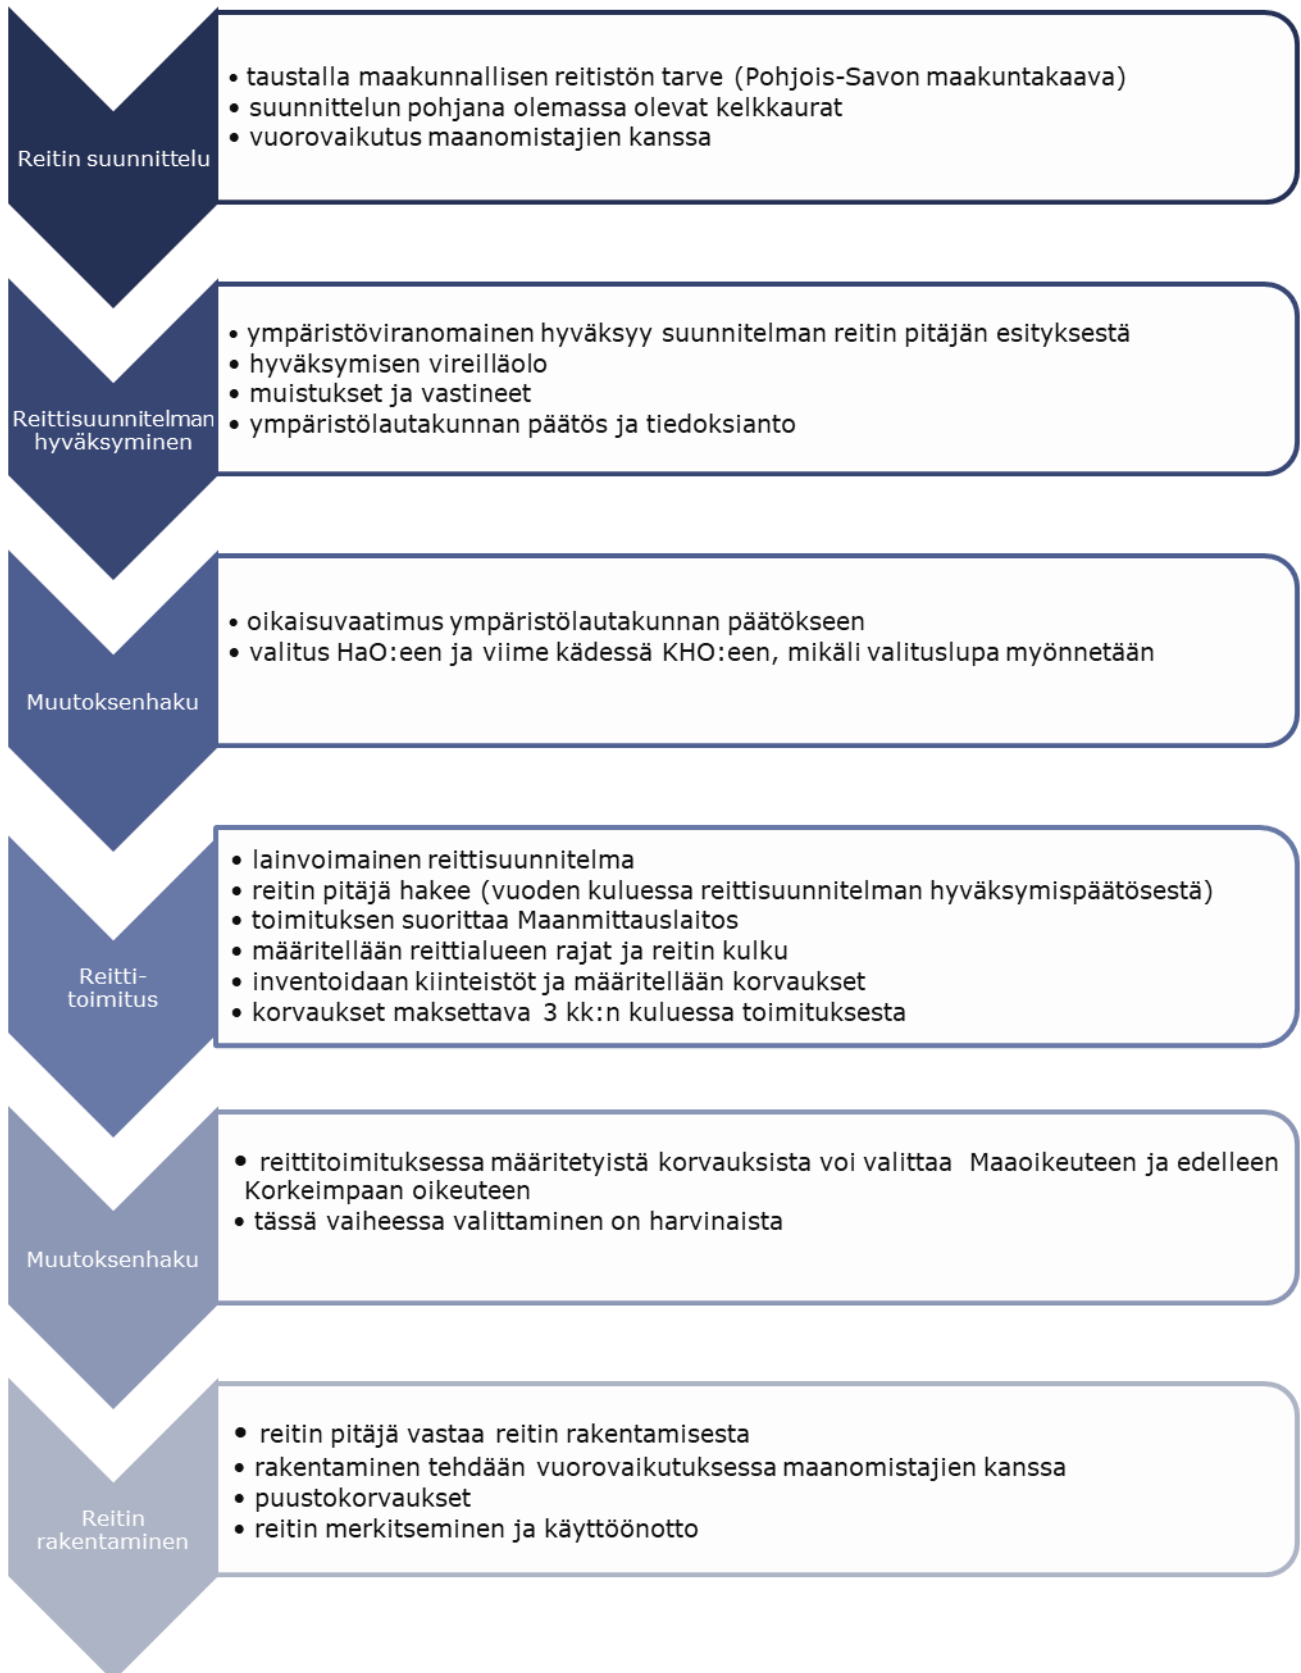 Reitin suunnittelu
• taustalla maakunnallisen reitistön tarve (Pohjois-Savon maakuntakaava)
• suunnittelun pohjana olemassa olevat kelkkaurat
• vuorovaikutus maanomistajien kanssa
Reittisuunnitelman
hyväksyminen
• ympäristöviranomainen hyväksyy suunnitelman reitin pitäjän esityksestä
• hyväksymisen vireilläolo
• muistukset ja vastineet
• ympäristölautakunnan päätös ja tiedoksianto
Muutoksenhaku
• oikaisuvaatimus ympäristölautakunnan päätökseen
• valitus HaO:een ja viime kädessä KHO:een, mikäli valituslupa myönnetään
Reitti-
toimitus
• lainvoimainen reittisuunnitelma
• reitin pitäjä hakee (vuoden kuluessa reittisuunnitelman hyväksymispäätösestä)
• toimituksen suorittaa Maanmittauslaitos
• määritellään reittialueen rajat ja reitin kulku
• inventoidaan kiinteistöt ja määritellään korvaukset
• korvaukset maksettava 3 kk:n kuluessa toimituksesta
Muutoksenhaku
• reittitoimituksessa määritetyistä korvauksista voi valittaa Maaoikeuteen ja edelleen
Korkeimpaan oikeuteen
• tässä vaiheessa valittaminen on harvinaista
Reitin
rakentaminen
• reitin pitäjä vastaa reitin rakentamisesta
• rakentaminen tehdään vuorovaikutuksessa maanomistajien kanssa
• puustokorvaukset
• reitin merkitseminen ja käyttöönotto